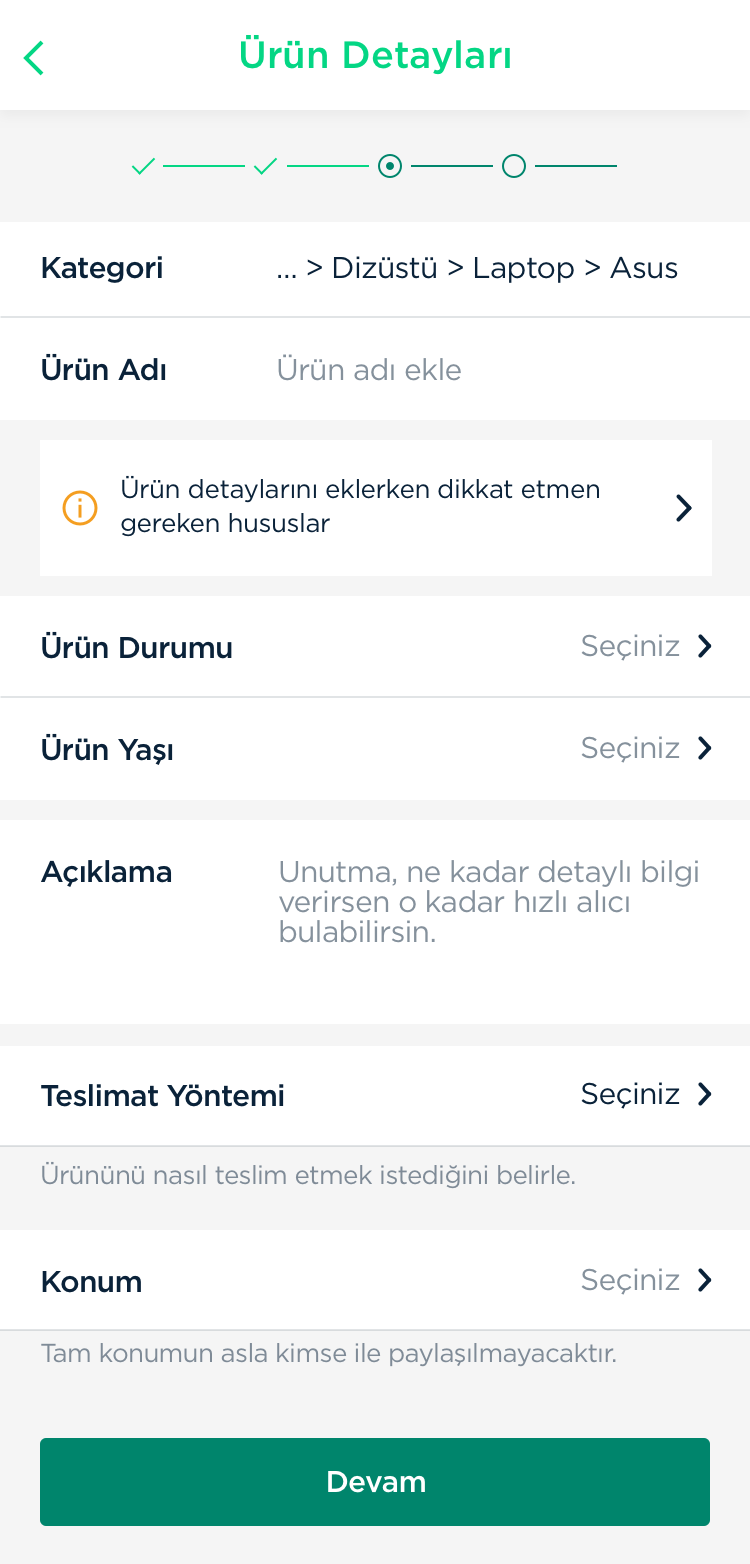 Ürün Detayları
Kategori ... > Dizüstü > Laptop > Asus
Ürün Adı Ürün adı ekle
Ürün detaylarını eklerken dikkat etmen
gereken hususlar
Ürün Durumu Seçiniz
Ürün Yaşı Seçiniz
Açıklama Unutma, ne kadar detaylı bilgi
verirsen o kadar hızlı alıcı
bulabilirsin.
Teslimat Yöntemi Seçiniz
Ürününü nasıl teslim etmek istediğini belirle.
Konum Seçiniz
Tam konumun asla kimse ile paylaşılmayacaktır.
Devam